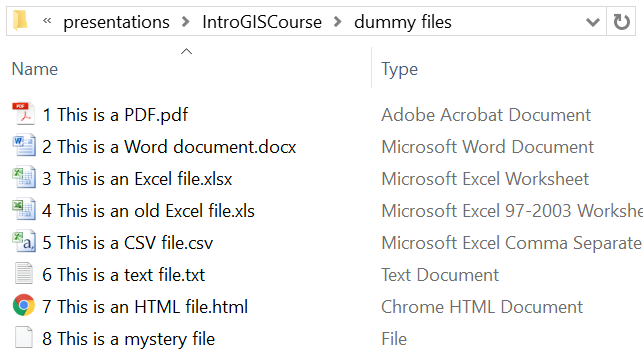 « presentations > IntroGISCourse > dummy files
Name Type
1 This is a PDF.pdf Adobe Acrobat Document
2 This is a Word document.docx Microsoft Word Document
3 This is an Excel file.xlsx Microsoft Excel Worksheet
4 This is an old Excel file.xls Microsoft Excel 97-2003 Workshe
5 This is a CSV file.csv Microsoft Excel Comma Separate
6 This is a text file.txt Text Document
7 This is an HTML file.html Chrome HTML Document
8 This is a mystery file File